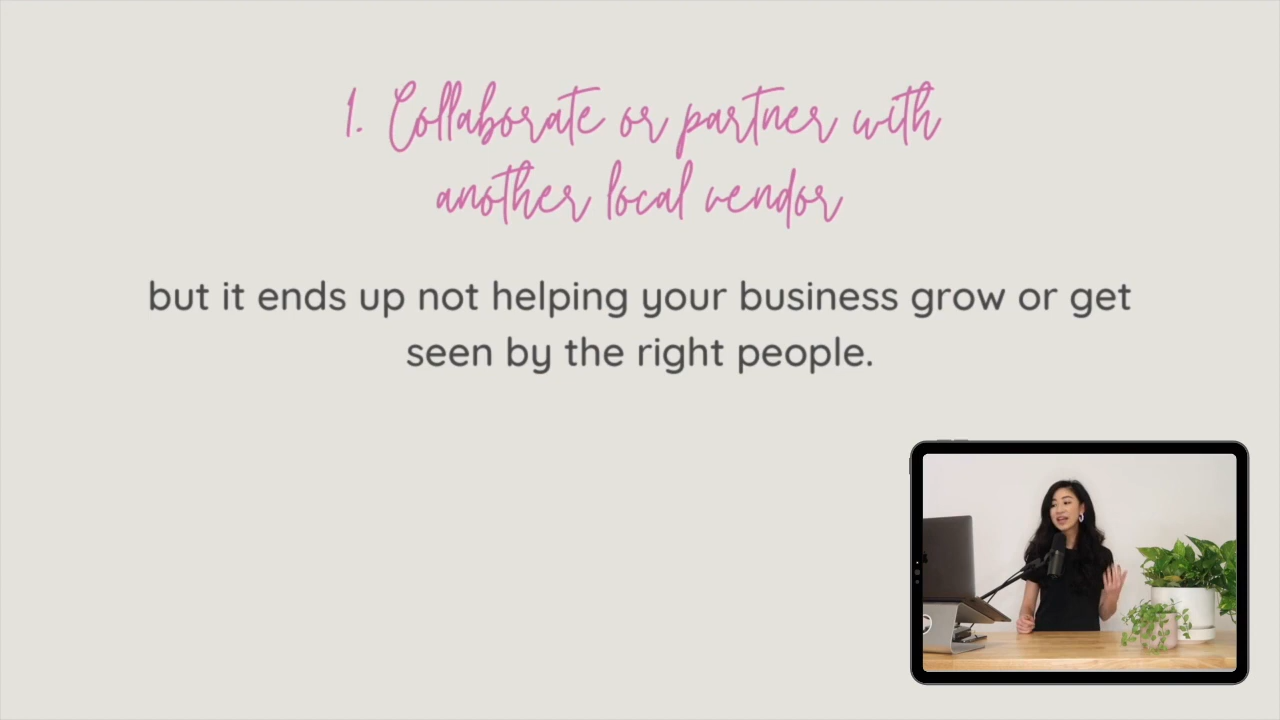 1. Collaborate or partner with
another local vendor
but it ends up not helping your business grow or get
seen by the right people.